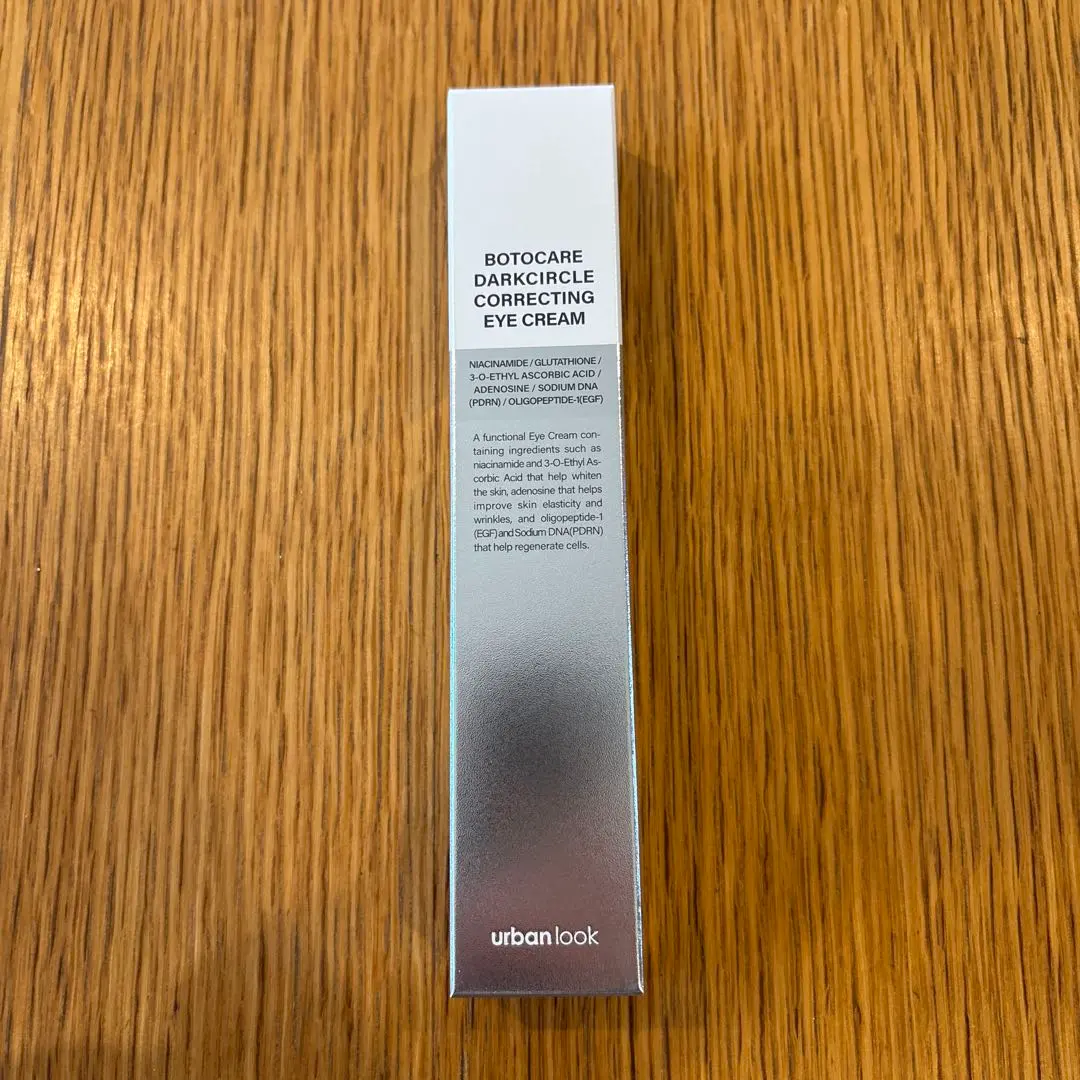 BOTOCARE
DARKCIRCLE
CORRECTING
EYE CREAM
NIACINAMIDE / GLUTATHIONE /
3-O-ETHYL ASCORBIC ACID /
ADENOSINE / SODIUM DNA
(PDRN) / OLIGOPEPTIDE-1(EGF)
A functional Eye Cream con-
taining ingredients such as
niacinamide and 3-O-Ethyl As-
corbic Acid that help whiten
the skin, adenosine that helps
improve skin elasticity and
wrinkles, and oligopeptide-1
(EGF) and Sodium DNA(PDRN)
that help regenerate cells.
urbanlook